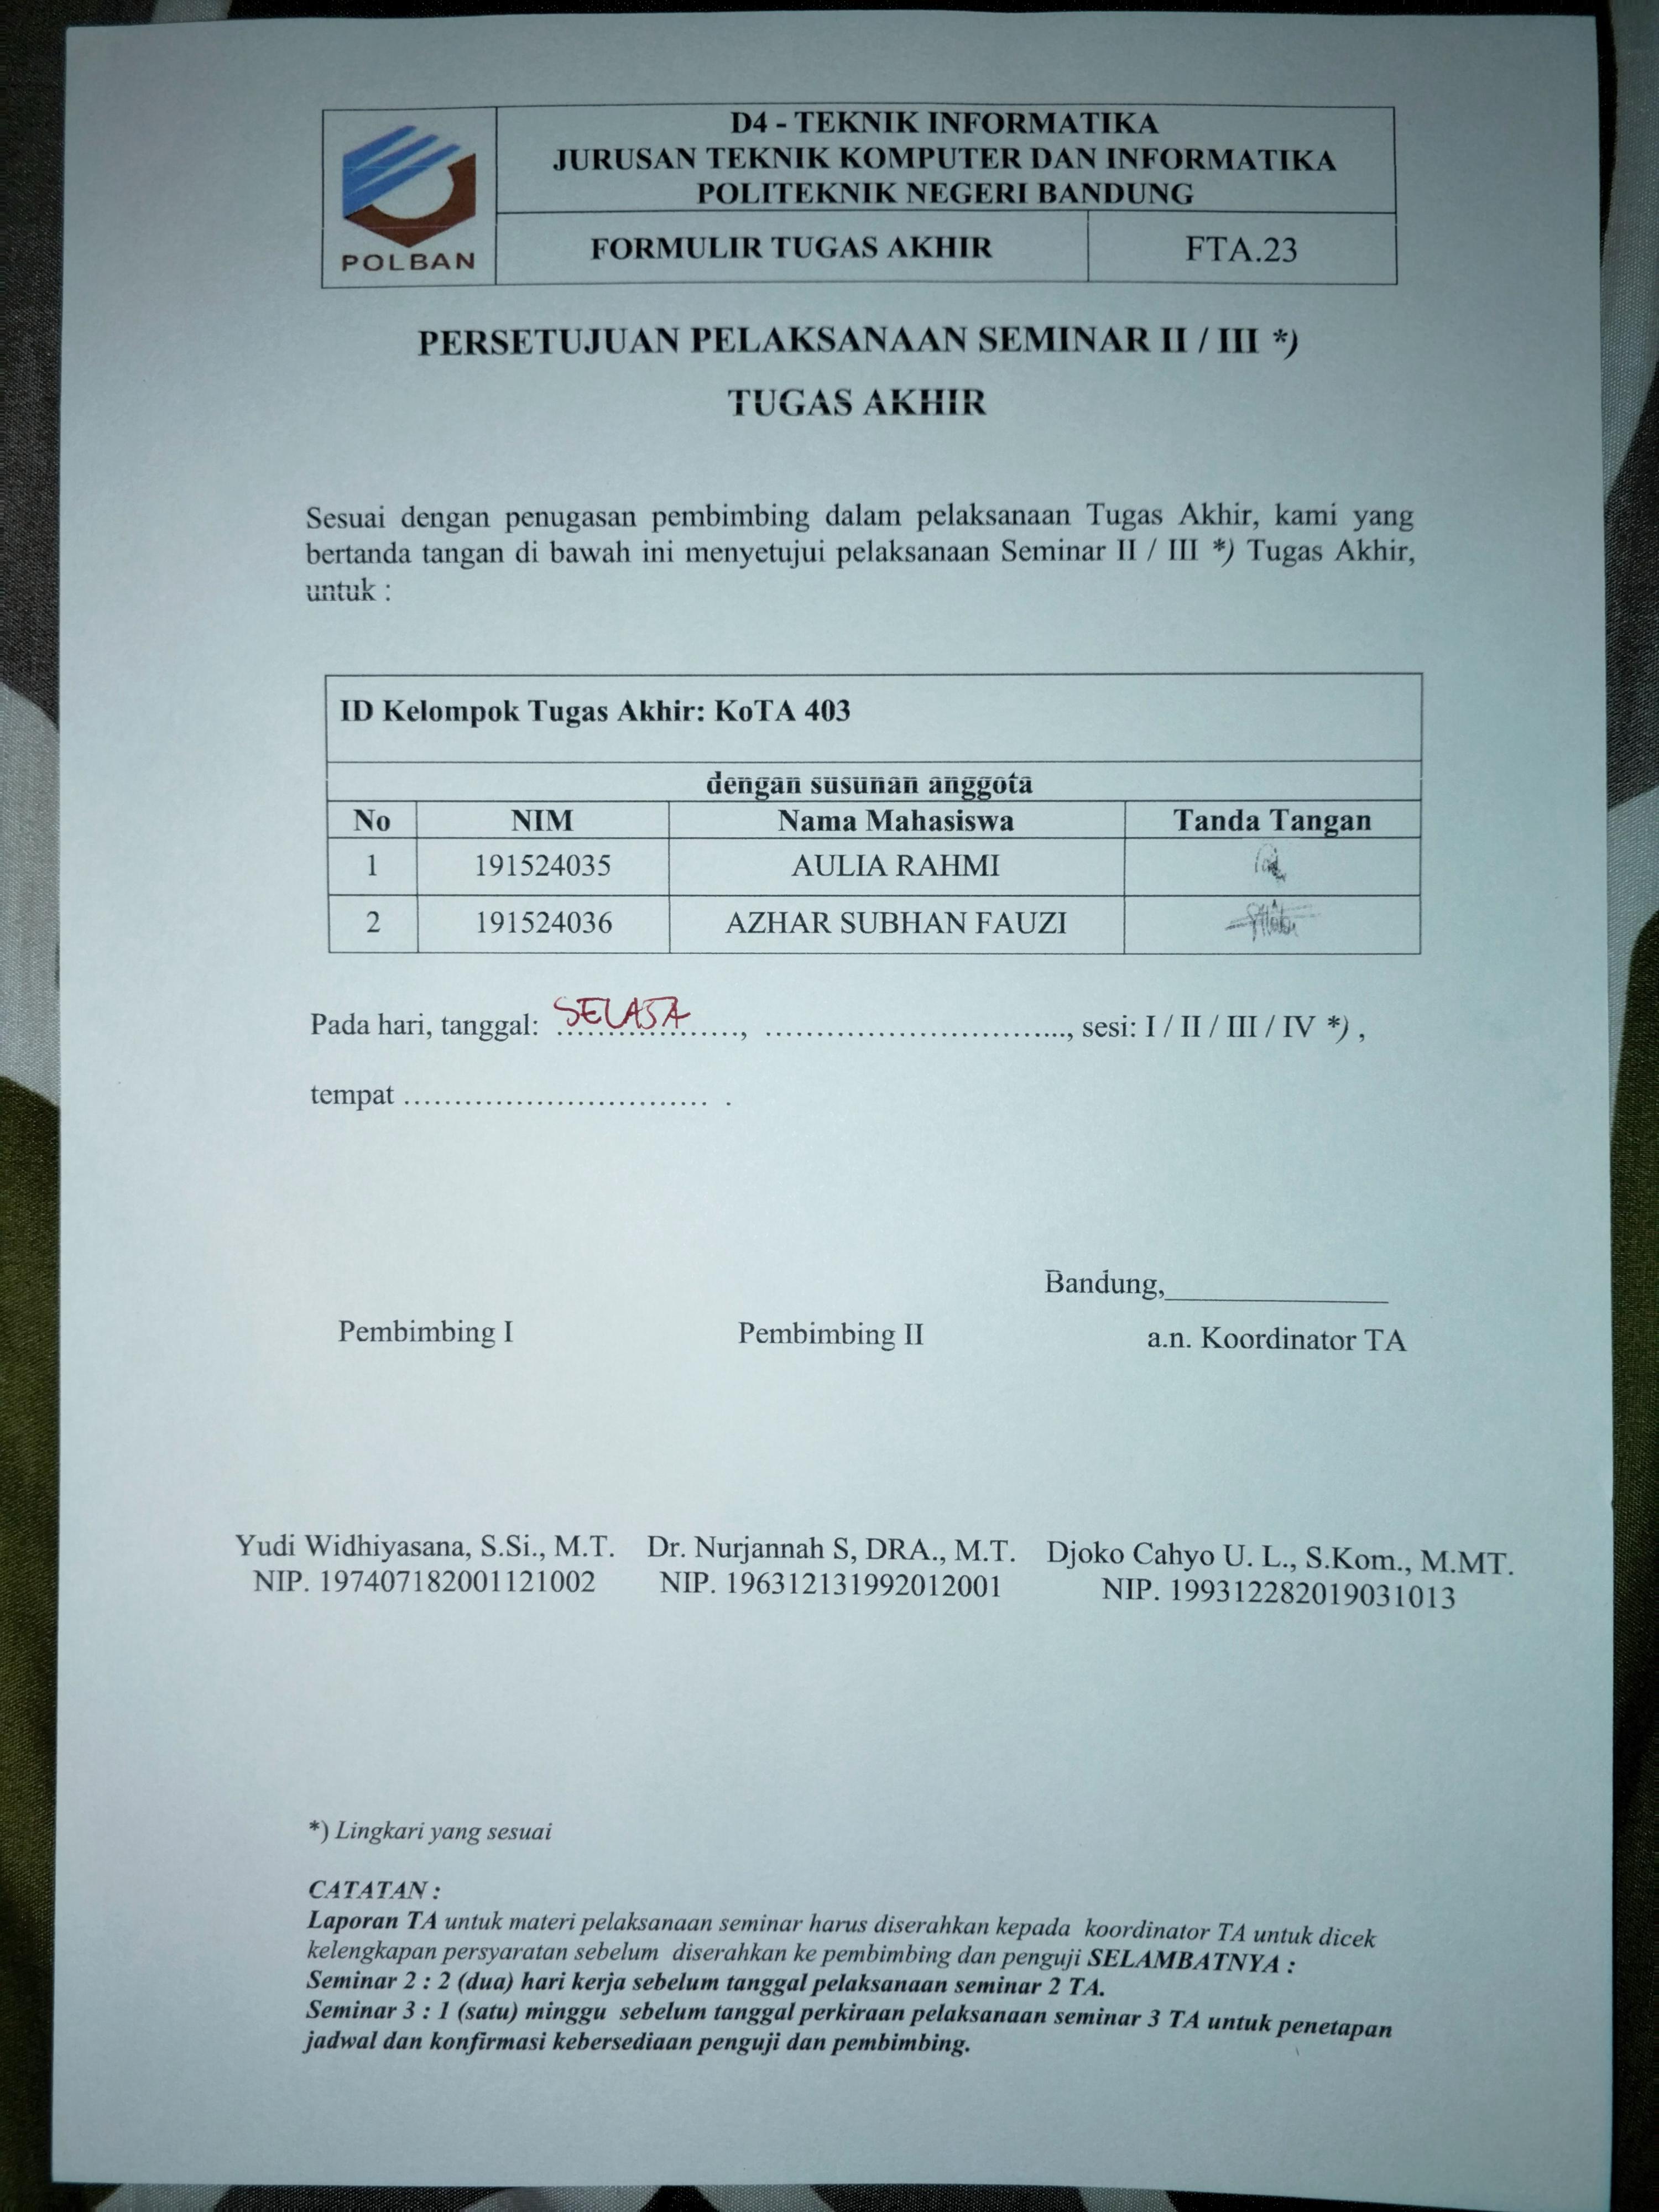 D4 - TEKNIK INFORMATIKA
JURUSAN TEKNIK KOMPUTER DAN INFORMATIKA
POLITEKNIK NEGERI BANDUNG
POLBAN
FORMULIR TUGAS AKHIR FTA.23
PERSETUJUAN PELAKSANAAN SEMINAR II / III *)
TUGAS AKHIR
Sesuai dengan penugasan pembimbing dalam pelaksanaan Tugas Akhir, kami yang
bertanda tangan di bawah ini menyetujui pelaksanaan Seminar II / III *) Tugas Akhir,
untuk :
ID Kelompok Tugas Akhir: KoTA 403
dengan susunan anggota
No NIM Nama Mahasiswa Tanda Tangan
1 191524035 AULIA RAHMI
2 191524036 AZHAR SUBHAN FAUZI
Pada hari, tanggal: SELASA, ............................., sesi: I / II / III / IV *) ,
tempat .............................. .
Bandung,________________
Pembimbing I Pembimbing II a.n. Koordinator TA
Yudi Widhiyasana, S.Si., M.T. Dr. Nurjannah S, DRA., M.T. Djoko Cahyo U. L., S.Kom., M.MT.
NIP. 197407182001121002 NIP. 196312131992012001 NIP. 199312282019031013
*) Lingkari yang sesuai
CATATAN :
Laporan TA untuk materi pelaksanaan seminar harus diserahkan kepada koordinator TA untuk dicek
kelengkapan persyaratan sebelum diserahkan ke pembimbing dan penguji SELAMBATNYA :
Seminar 2 : 2 (dua) hari kerja sebelum tanggal pelaksanaan seminar 2 TA.
Seminar 3 : 1 (satu) minggu sebelum tanggal perkiraan pelaksanaan seminar 3 TA untuk penetapan
jadwal dan konfirmasi kebersediaan penguji dan pembimbing.